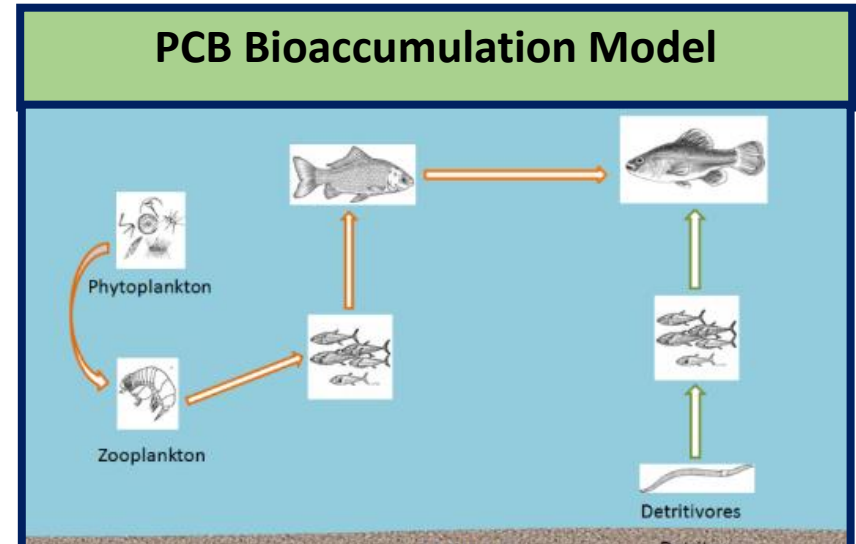 PCB Bioaccumulation Model
Phytoplankton
Zooplankton
Detritivores